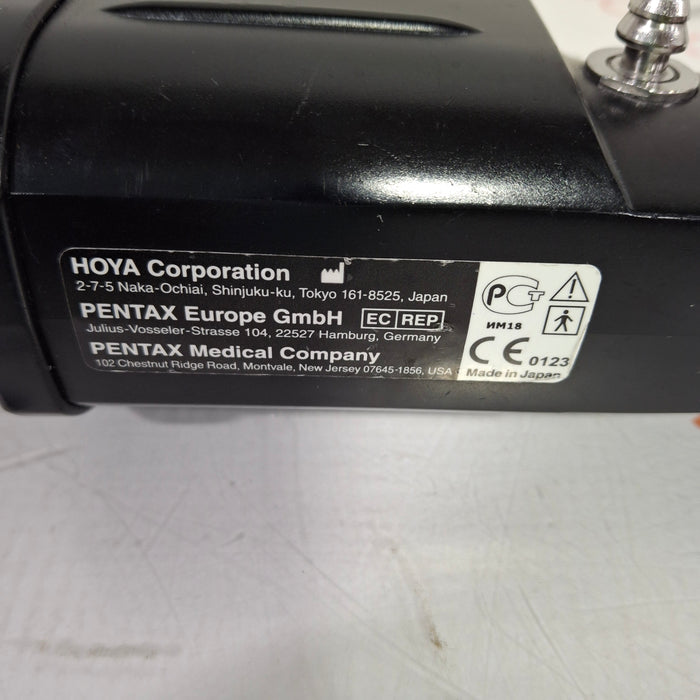 HOYA Corporation
2-7-5 Naka-Ochiai, Shinjuku-ku, Tokyo 161-8525, Japan
PENTAX Europe GmbH EC REP
Julius-Vosseler-Strasse 104, 22527 Hamburg, Germany
PENTAX Medical Company
102 Chestnut Ridge Road, Montvale, New Jersey 07645-1856, USA
РСТ
ИМ18
CE 0123
Made in Japan